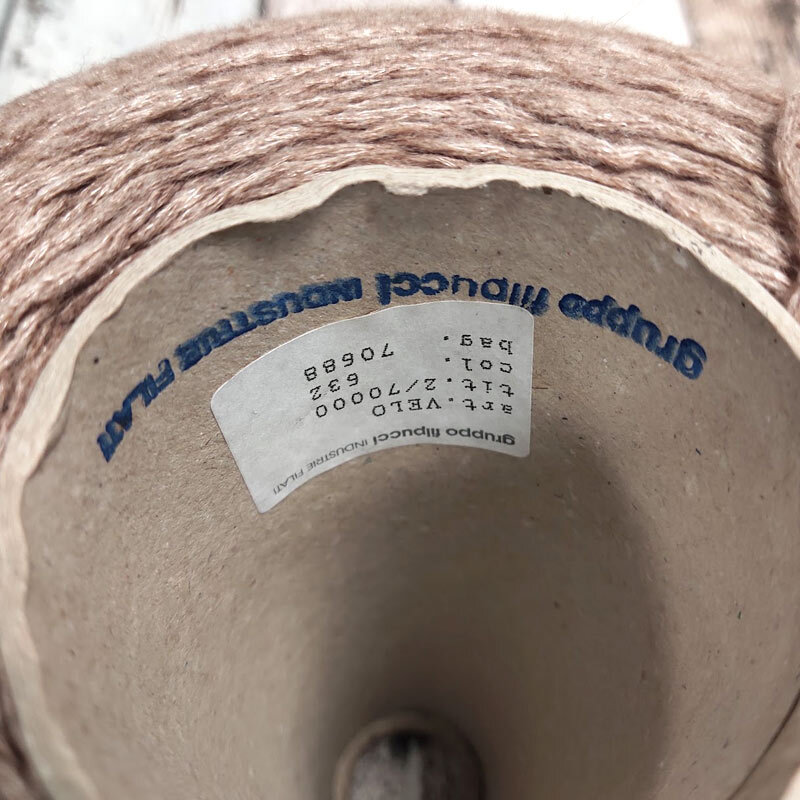 gruppo filpucci INDUSTRIE FILATI
gruppo filpucci INDUSTRIE FILATI
art.VELO
tit.2/70000
col. 632
bag. 70688